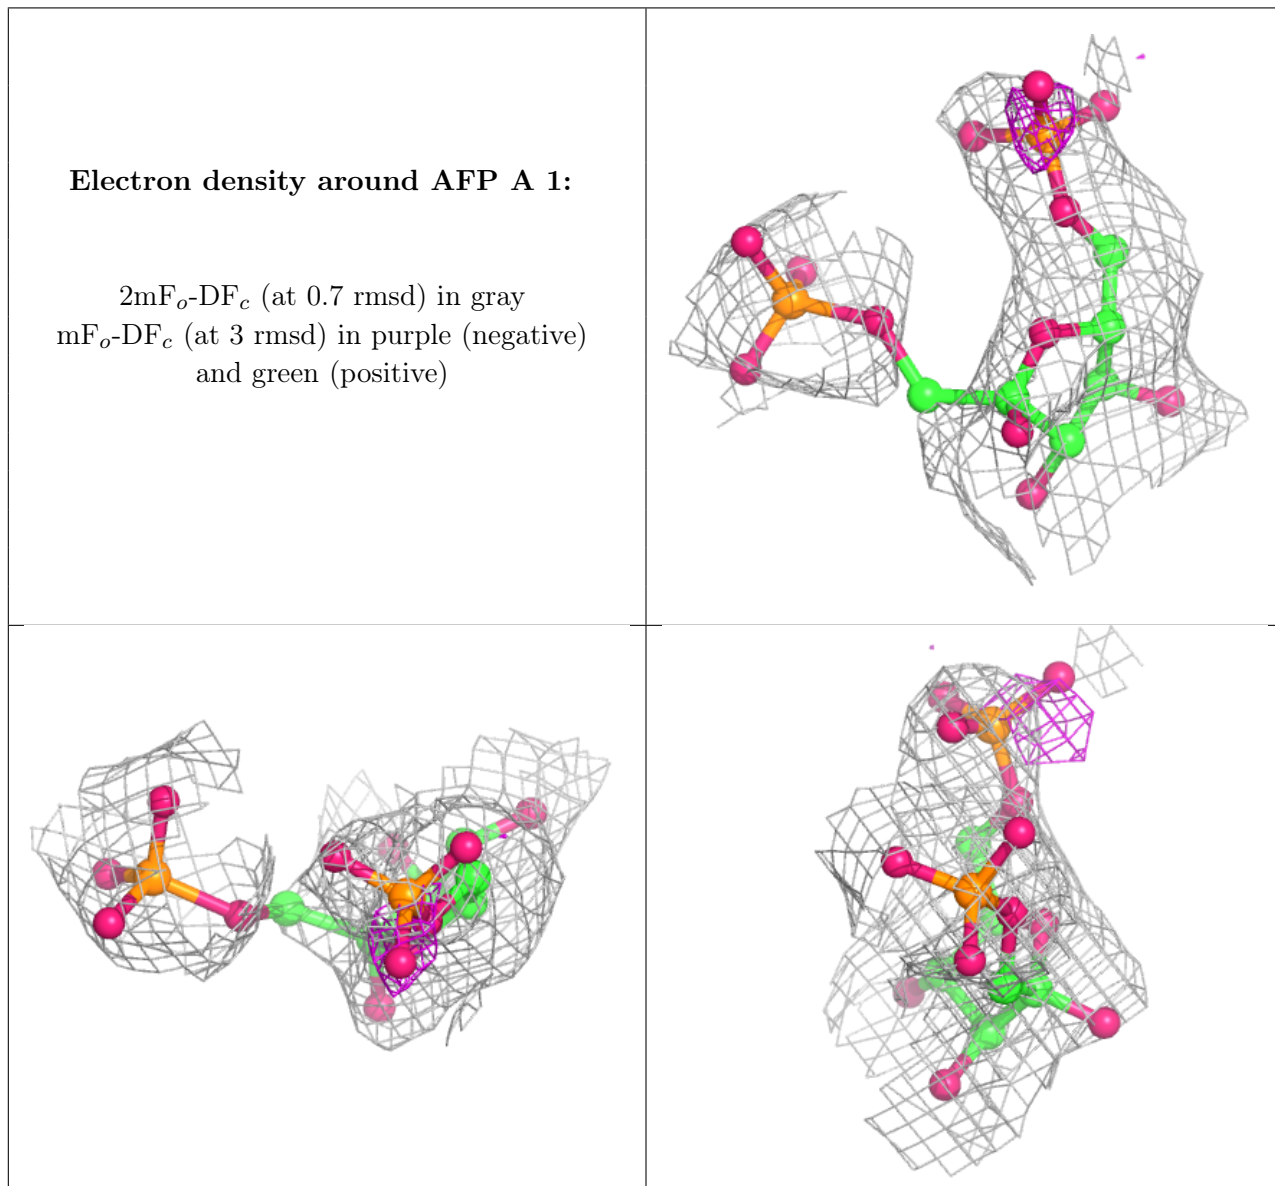 Electron density around AFP A 1:
2mFo-DFc (at 0.7 rmsd) in gray
mFo-DFc (at 3 rmsd) in purple (negative)
and green (positive)